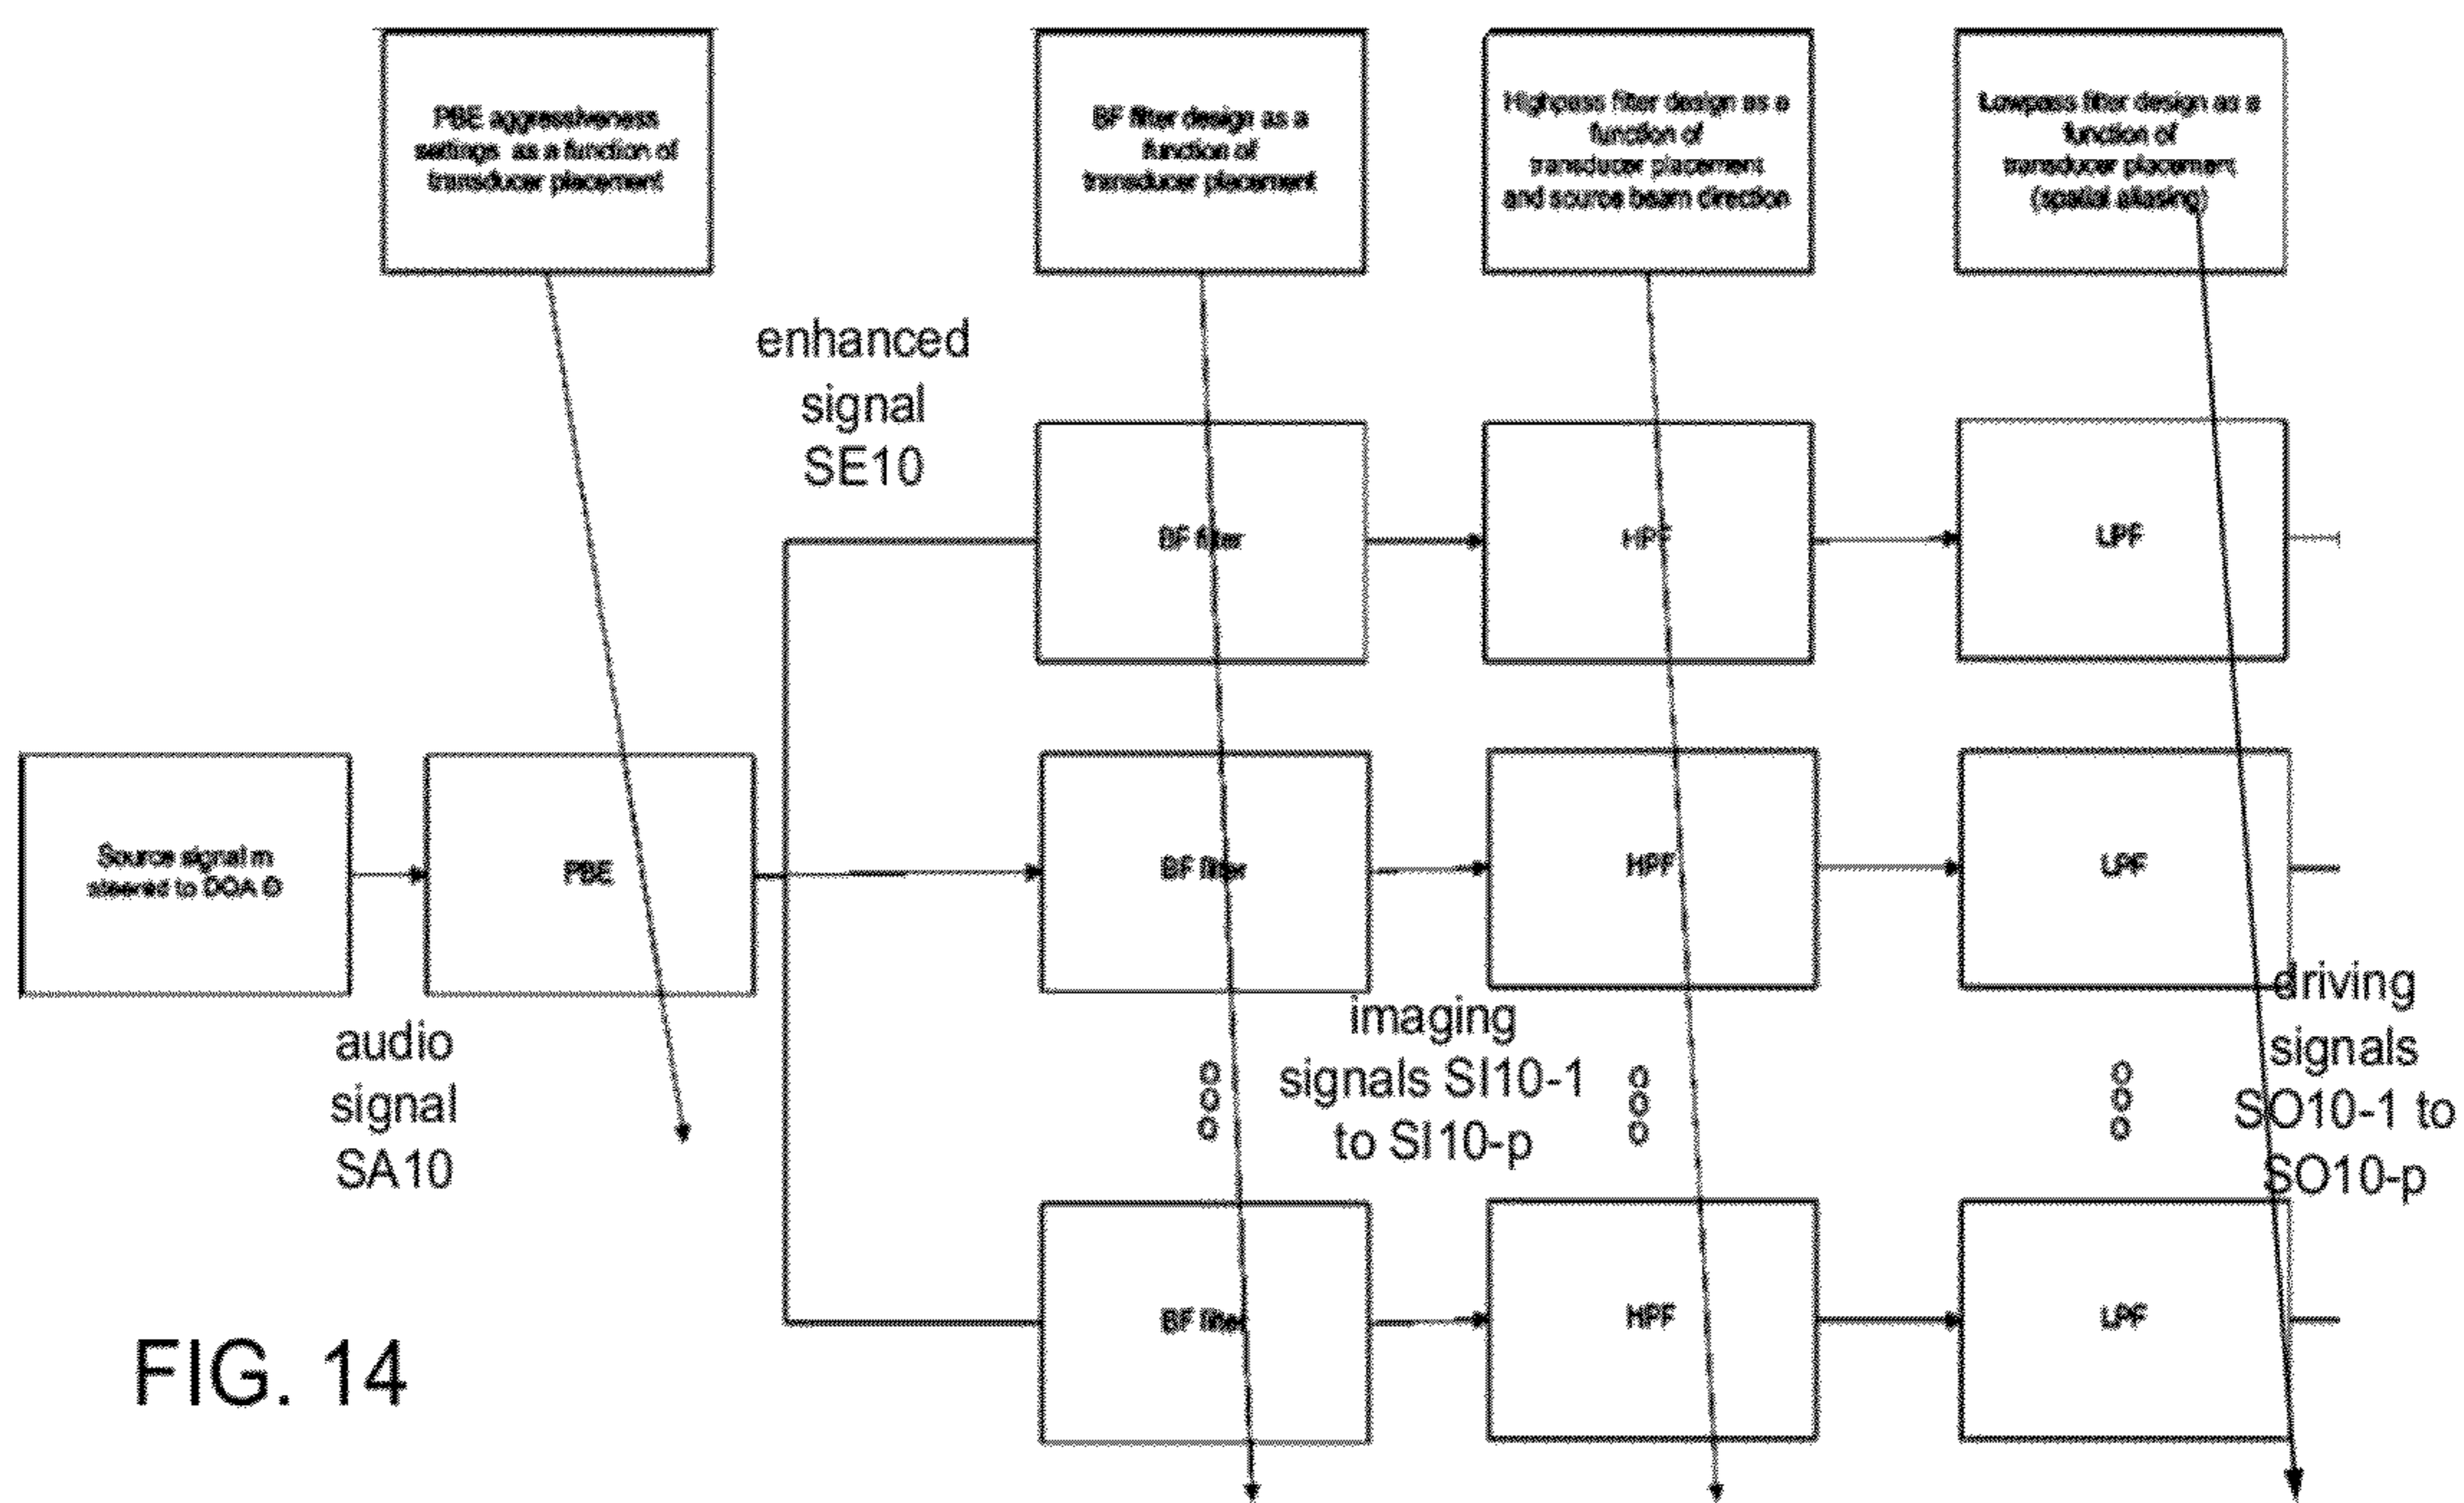 PBE aggressiveness
settings as a function of
transducer placement
BF filter design as a
function of
transducer placement
Highpass filter design as a
function of
transducer placement
and source beam direction
Lowpass filter design as a
function of
transducer placement
(spatial aliasing)
enhanced
signal
SE10
BF filter
HPF
LPF
Source signal m
steered to DOA D
PBE
BF filter
HPF
LPF
audio
signal
SA10
imaging
signals SI10-1
to SI10-p
driving
signals
SO10-1 to
SO10-p
BF filter
HPF
LPF
FIG. 14